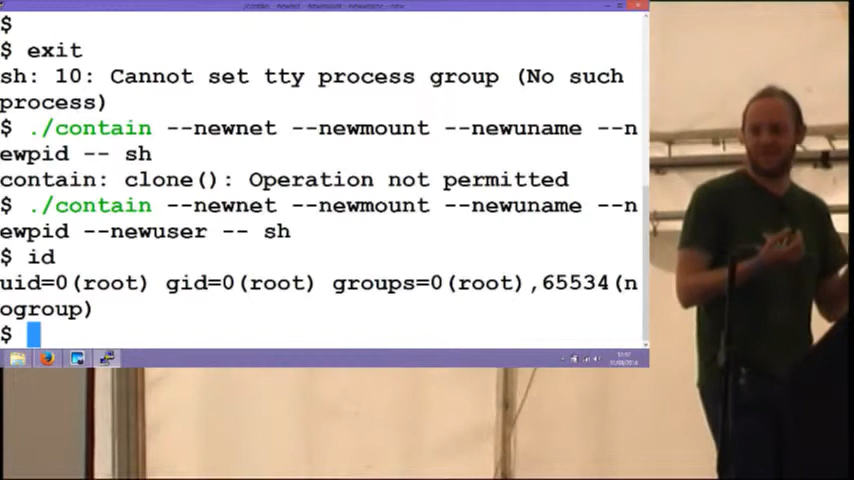 $
$ exit
sh: 10: Cannot set tty process group (No such
process)
$ ./contain --newnet --newmount --newuname --n
ewpid -- sh
contain: clone(): Operation not permitted
$ ./contain --newnet --newmount --newuname --n
ewpid --newuser -- sh
$ id
uid=0(root) gid=0(root) groups=0(root),65534(n
ogroup)
$